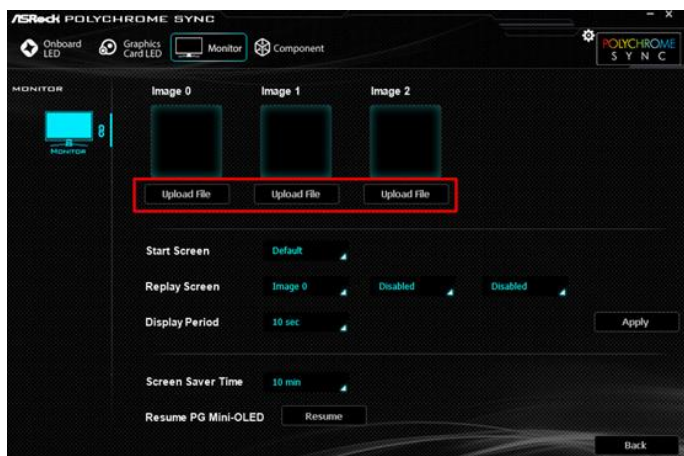 ASRock POLYCHROME SYNC
Onboard LED
Graphics Card LED
Monitor
Component
POLYCHROME
SYNC
MONITOR
MONITOR
Image 0 Image 1 Image 2
Upload File Upload File Upload File
Start Screen Default
Replay Screen Image 0 Disabled Disabled
Display Period 10 sec
Apply
Screen Saver Time 10 min
Resume PG Mini-OLED Resume
Back